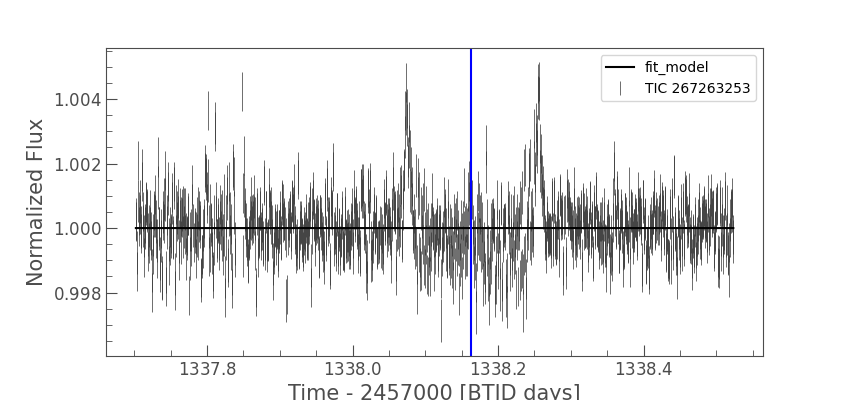 fit_model
TIC 267263253
1.004
1.002
1.000
0.998
Normalized Flux
1337.8 1338.0 1338.2 1338.4
Time - 2457000 [BTJD days]